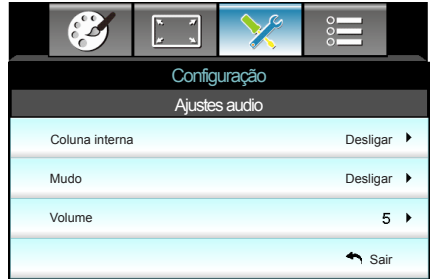 Configuração
Ajustes audio
Coluna interna Desligar
Mudo Desligar
Volume 5
Sair